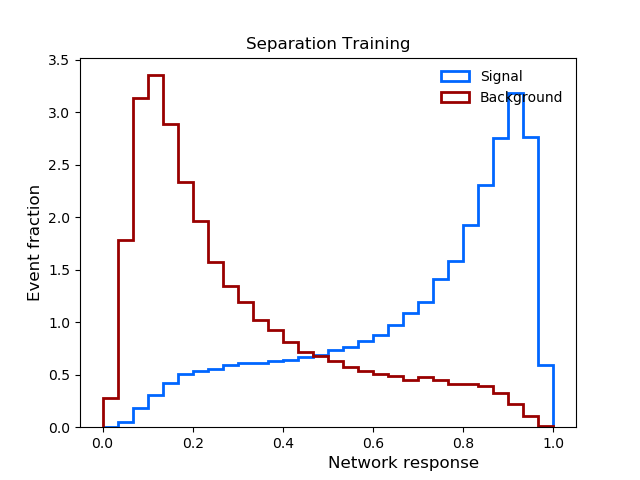 Separation Training
Signal
Background
Event fraction
3.5
3.0
2.5
2.0
1.5
1.0
0.5
0.0
0.0 0.2 0.4 0.6 0.8 1.0
Network response